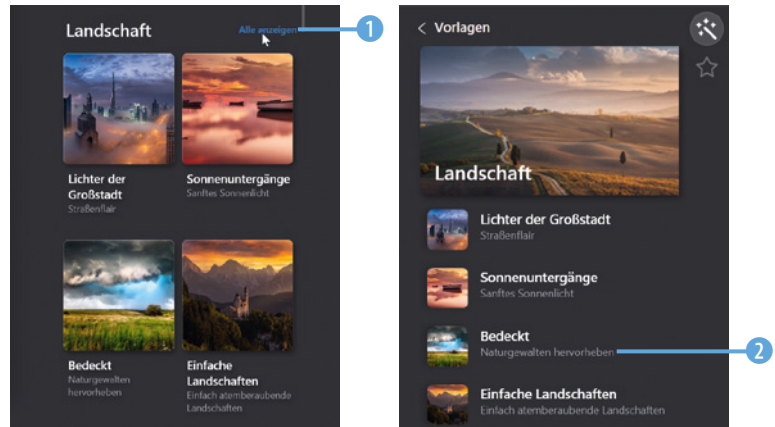 Landschaft
Alle anzeigen
1
Lichter der
Großstadt
Straßenflair
Sonnenuntergänge
Sanftes Sonnenlicht
Bedeckt
Naturgewalten
hervorheben
Einfache
Landschaften
Einfach atemberaubende
Landschaften
Vorlagen
Landschaft
Lichter der Großstadt
Straßenflair
Sonnenuntergänge
Sanftes Sonnenlicht
Bedeckt
Naturgewalten hervorheben
2
Einfache Landschaften
Einfach atemberaubende Landschaften